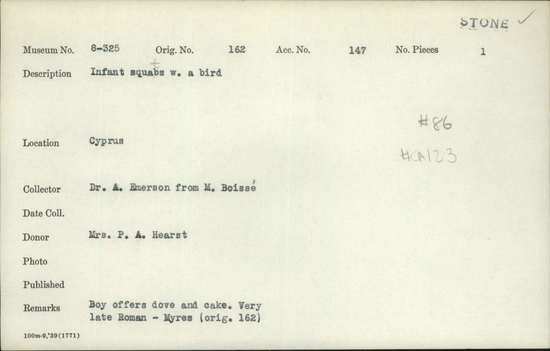 STONE ✓
Museum No. 8-325 Orig. No. 162 Acc. No. 147 No. Pieces 1
Description Infant squats w. a bird
#86
Location Cyprus
#CA123
Collector Dr. A. Emerson from M. Boissé
Date Coll.
Donor Mrs. P. A. Hearst
Photo
Published
Remarks Boy offers dove and cake. Very
late Roman - Myres (orig. 162)
100m-9,'39(1771)